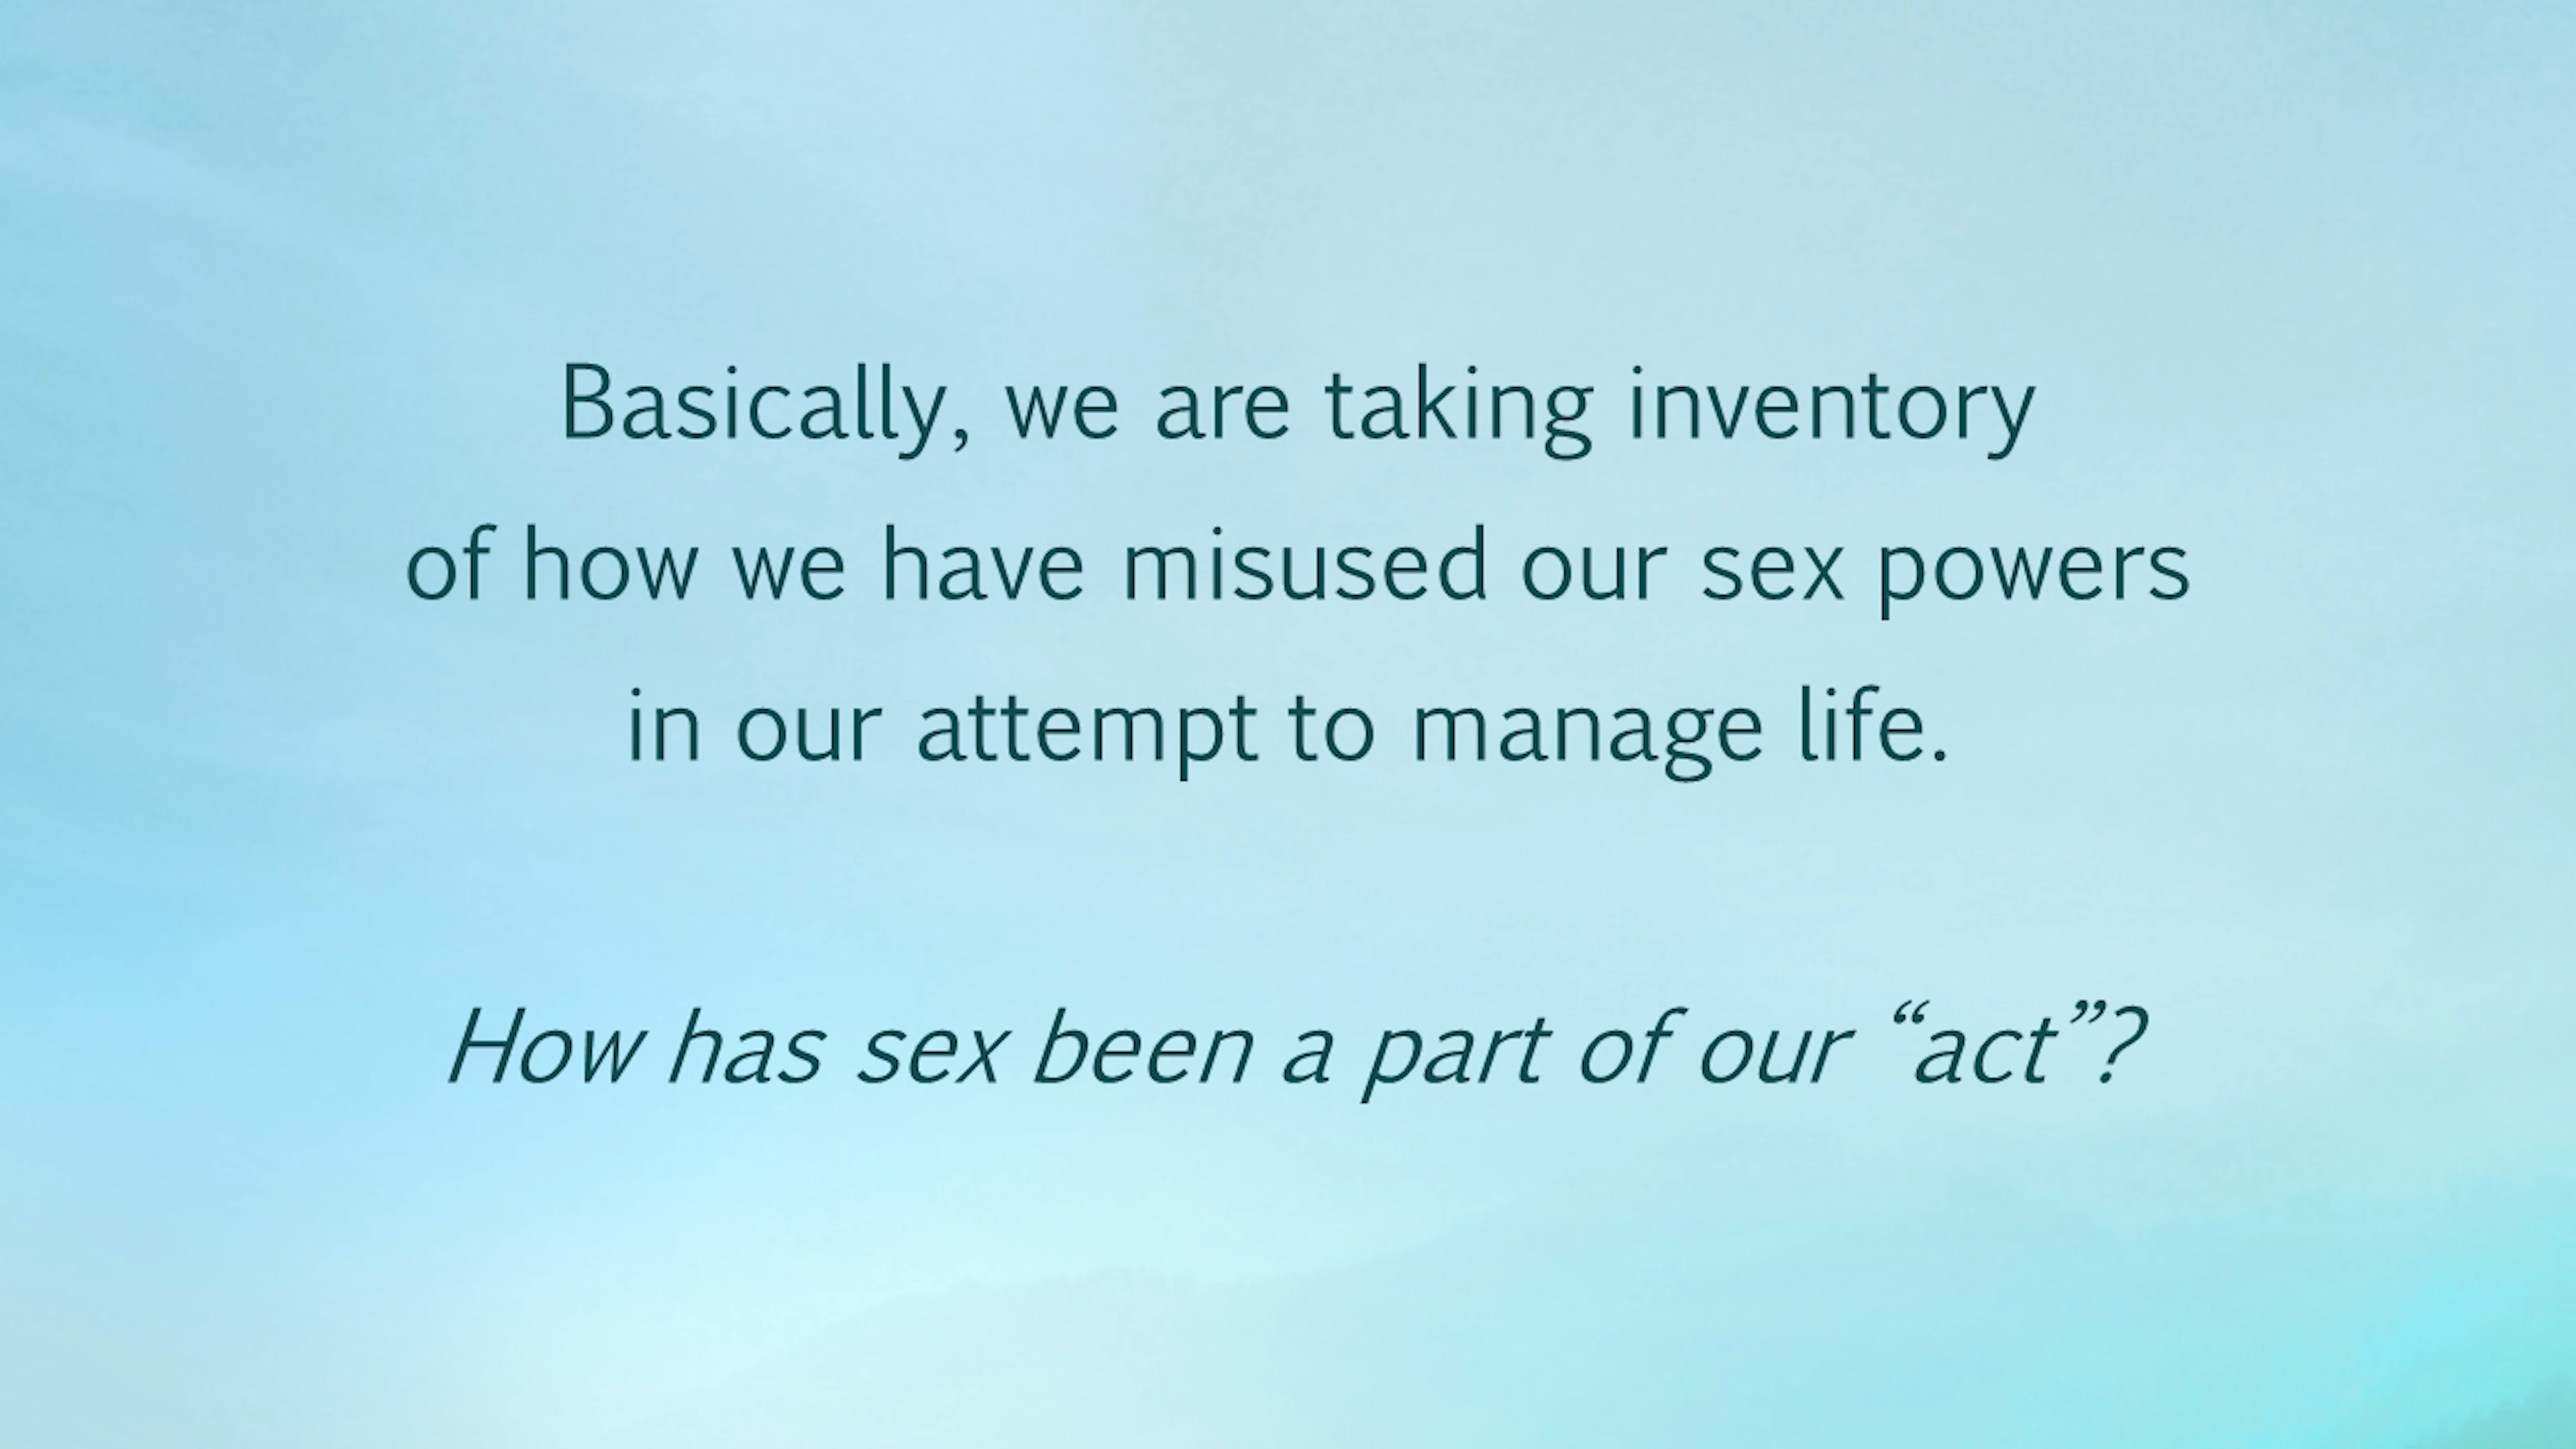 Basically, we are taking inventory
of how we have misused our sex powers
in our attempt to manage life.
How has sex been a part of our “act”?